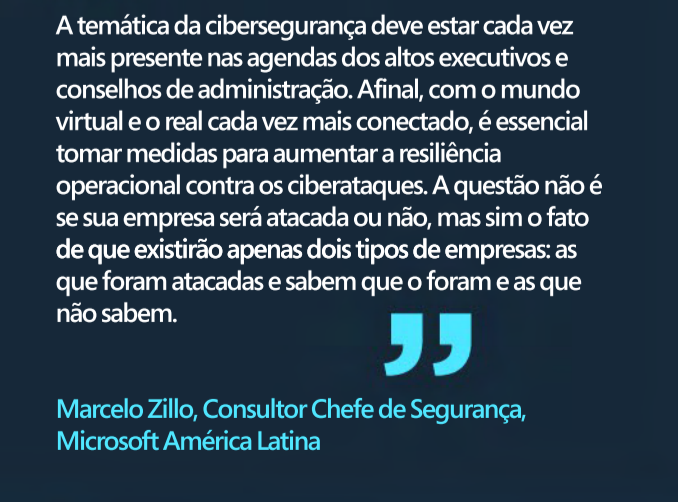 A temática da cibersegurança deve estar cada vez
mais presente nas agendas dos altos executivos e
conselhos de administração. Afinal, com o mundo
virtual e o real cada vez mais conectado, é essencial
tomar medidas para aumentar a resiliência
operacional contra os ciberataques. A questão não é
se sua empresa será atacada ou não, mas sim o fato
de que existirão apenas dois tipos de empresas: as
que foram atacadas e sabem que o foram e as que
não sabem.
”
Marcelo Zillo, Consultor Chefe de Segurança,
Microsoft América Latina